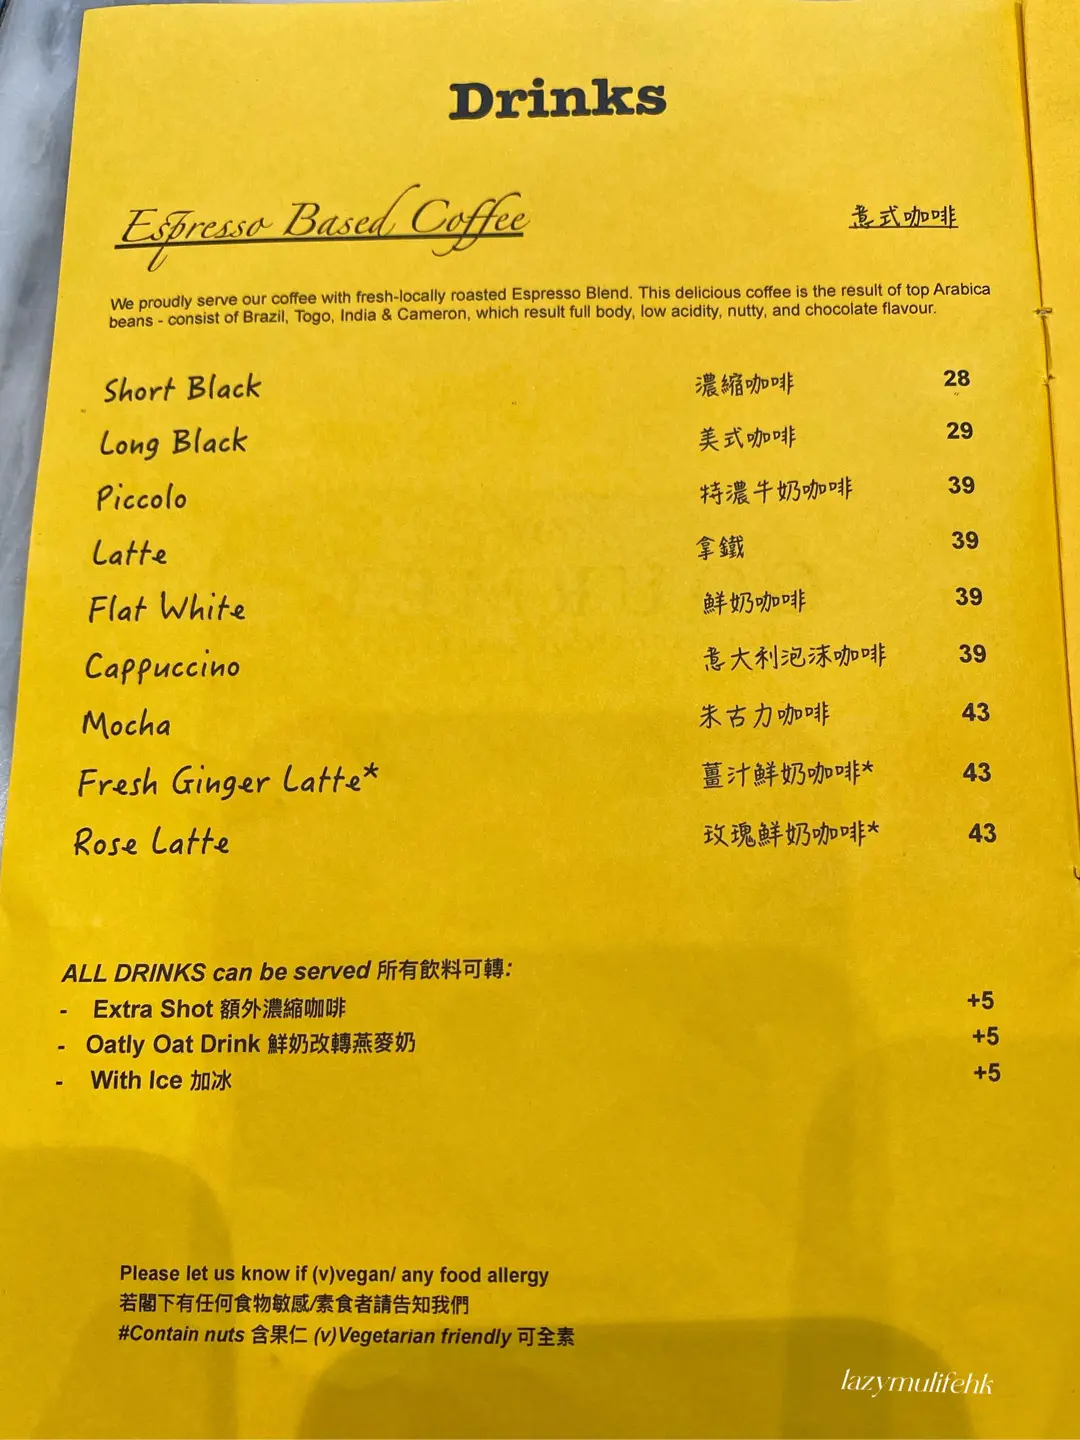 Drinks
Espresso Based Coffee 意式咖啡
We proudly serve our coffee with fresh-locally roasted Espresso Blend. This delicious coffee is the result of top Arabica
beans - consist of Brazil, Togo, India & Cameron, which result full body, low acidity, nutty, and chocolate flavour.
Short Black 濃縮咖啡 28
Long Black 美式咖啡 29
Piccolo 特濃牛奶咖啡 39
Latte 拿鐵 39
Flat White 鮮奶咖啡 39
Cappuccino 意大利泡沫咖啡 39
Mocha 朱古力咖啡 43
Fresh Ginger Latte* 薑汁鮮奶咖啡* 43
Rose Latte 玫瑰鮮奶咖啡* 43
ALL DRINKS can be served 所有飲料可轉:
- Extra Shot 額外濃縮咖啡 +5
- Oatly Oat Drink 鮮奶改轉燕麥奶 +5
- With Ice 加冰 +5
Please let us know if (v)vegan/ any food allergy
若閣下有任何食物敏感/素食者請告知我們
#Contain nuts 含果仁 (v)Vegetarian friendly 可全素
lazymulifehk